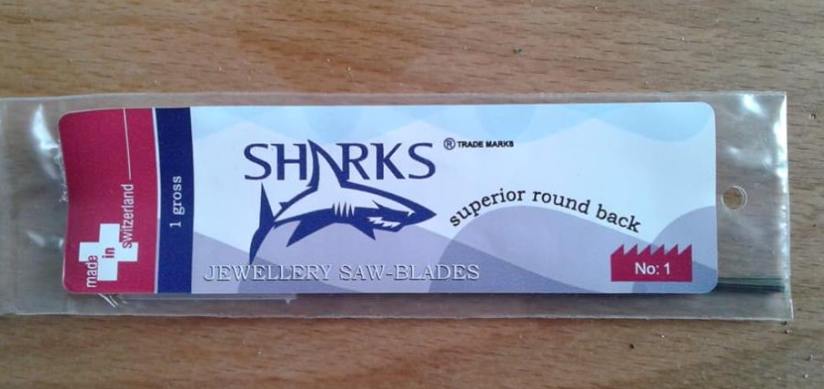 made
in
switzerland
1 gross
SHARKS
® TRADE MARKS
superior round back
JEWELLERY SAW-BLADES
No: 1